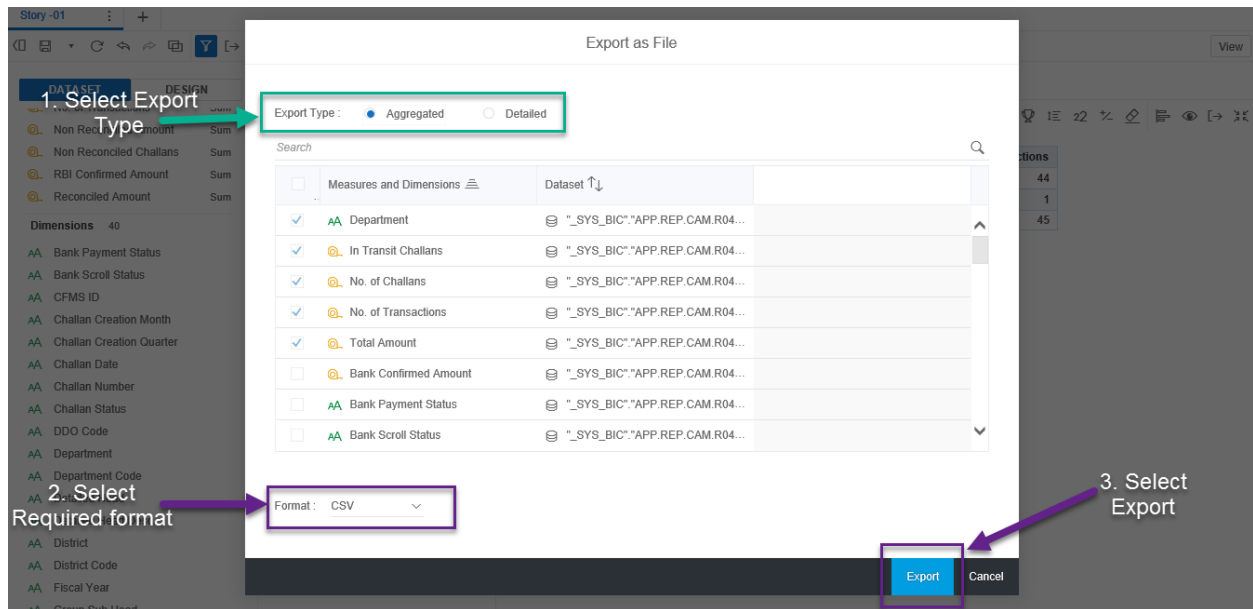 Story -01
Export as File
View
DATASET
DESIGN
1. Select Export
Type
Non Reconciled Challans Sum
RBI Confirmed Amount Sum
Reconciled Amount Sum
Dimensions 40
Bank Payment Status
Bank Scroll Status
CFMS ID
Challan Creation Month
Challan Creation Quarter
Challan Date
Challan Number
Challan Status
DDO Code
Department
Department Code
2. Select
Required format
District
District Code
Fiscal Year
Export Type : Aggregated Detailed
Search
Measures and Dimensions Dataset
Department "_SYS_BIC"."APP.REP.CAM.R04...
In Transit Challans "_SYS_BIC"."APP.REP.CAM.R04...
No. of Challans "_SYS_BIC"."APP.REP.CAM.R04...
No. of Transactions "_SYS_BIC"."APP.REP.CAM.R04...
Total Amount "_SYS_BIC"."APP.REP.CAM.R04...
Bank Confirmed Amount "_SYS_BIC"."APP.REP.CAM.R04...
Bank Payment Status "_SYS_BIC"."APP.REP.CAM.R04...
Bank Scroll Status "_SYS_BIC"."APP.REP.CAM.R04...
Format : CSV
Export Cancel
44
1
45
3. Select
Export